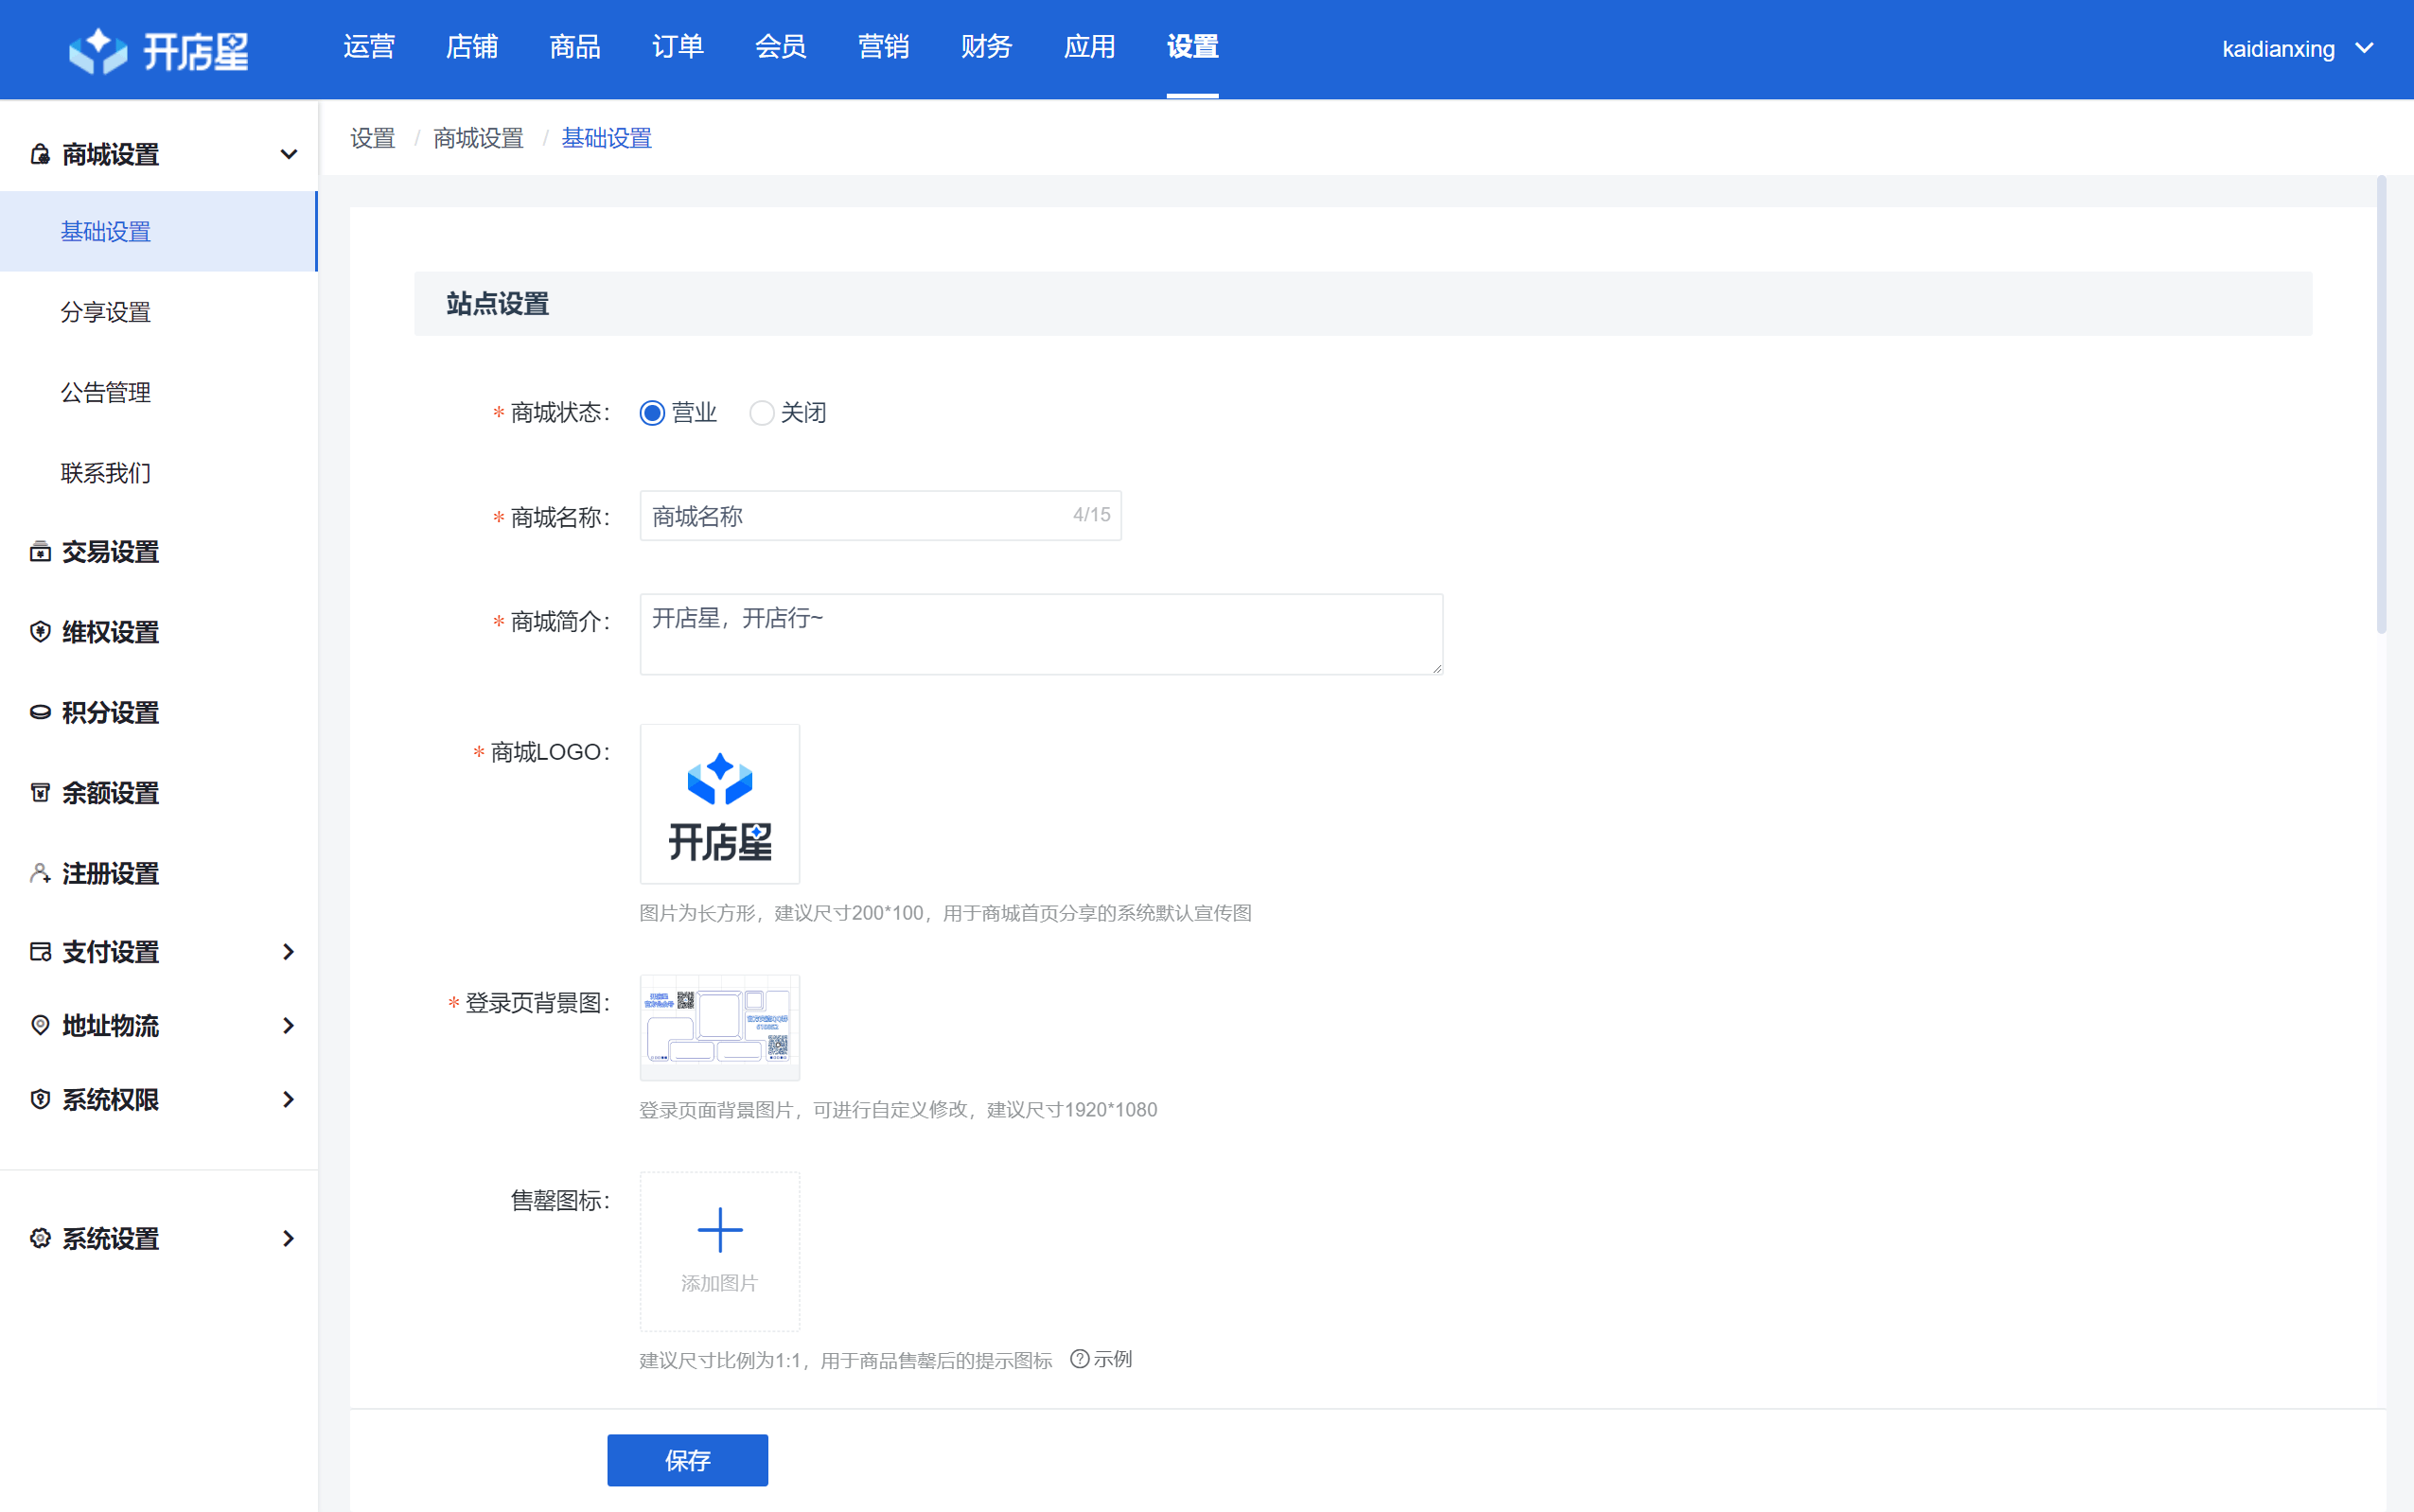 开店星
运营 店铺 商品 订单 会员 营销 财务 应用 设置
kaidianxing
商城设置
基础设置
分享设置
公告管理
联系我们
交易设置
维权设置
积分设置
余额设置
注册设置
支付设置
地址物流
系统权限
系统设置
设置 / 商城设置 / 基础设置
站点设置
* 商城状态： 营业 关闭
* 商城名称： 商城名称 4/15
* 商城简介： 开店星，开店行~
* 商城LOGO：
开店星
图片为长方形，建议尺寸200*100，用于商城首页分享的系统默认宣传图
* 登录页背景图：
登录页面背景图片，可进行自定义修改，建议尺寸1920*1080
售罄图标：
添加图片
建议尺寸比例为1:1，用于商品售罄后的提示图标 ? 示例
保存